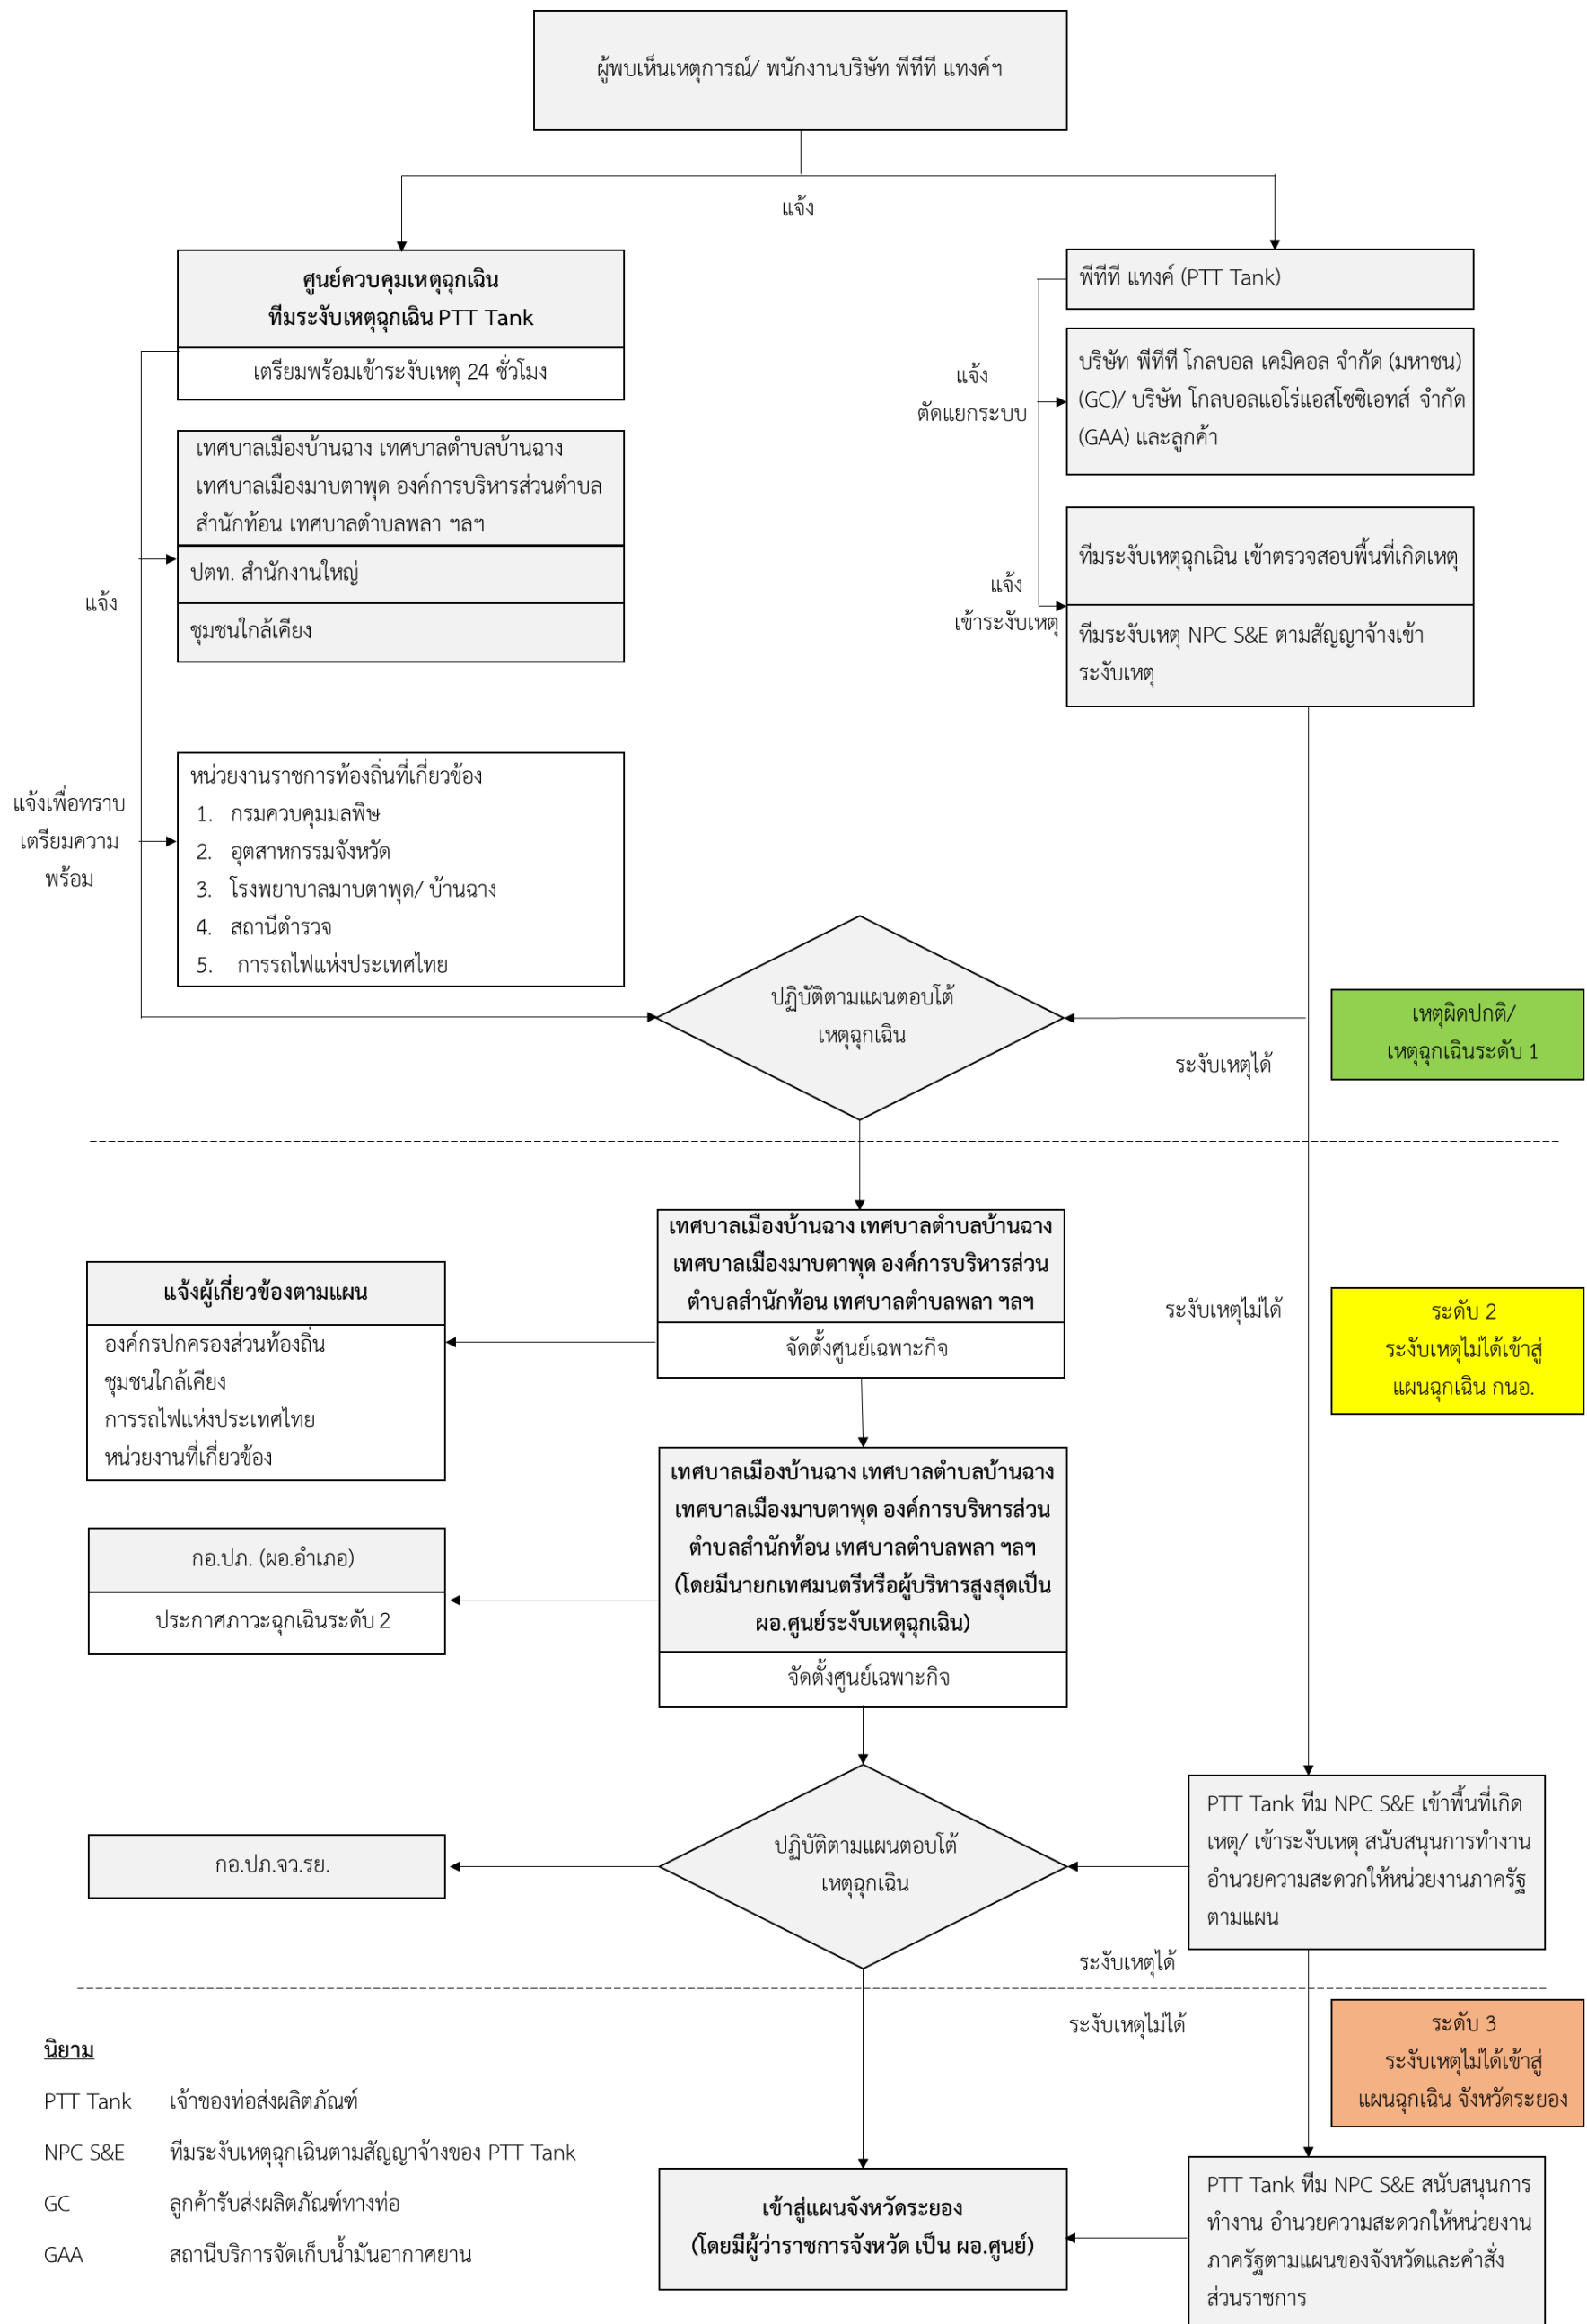 ผู้พบเห็นเหตุการณ์/ พนักงานบริษัท พีทีที แทงค์ฯ
แจ้ง
ศูนย์ควบคุมเหตุฉุกเฉิน
ทีมระงับเหตุฉุกเฉิน PTT Tank
เตรียมพร้อมเข้าระงับเหตุ 24 ชั่วโมง
พีทีที แทงค์ (PTT Tank)
แจ้ง
ตัดแยกระบบ
บริษัท พีทีที โกลบอล เคมิคอล จำกัด (มหาชน)
(GC)/ บริษัท โกลบอลแอโร่แอสโซซิเอทส์ จำกัด
(GAA) และลูกค้า
แจ้ง
เทศบาลเมืองบ้านฉาง เทศบาลตำบลบ้านฉาง
เทศบาลเมืองมาบตาพุด องค์การบริหารส่วนตำบล
สำนักท้อน เทศบาลตำบลพลา ฯลฯ
ปตท. สำนักงานใหญ่
ชุมชนใกล้เคียง
แจ้ง
เข้าระงับเหตุ
ทีมระงับเหตุฉุกเฉิน เข้าตรวจสอบพื้นที่เกิดเหตุ
ทีมระงับเหตุ NPC S&E ตามสัญญาจ้างเข้า
ระงับเหตุ
แจ้งเพื่อทราบ
เตรียมความ
พร้อม
หน่วยงานราชการท้องถิ่นที่เกี่ยวข้อง
1. กรมควบคุมมลพิษ
2. อุตสาหกรรมจังหวัด
3. โรงพยาบาลมาบตาพุด/ บ้านฉาง
4. สถานีตำรวจ
5. การรถไฟแห่งประเทศไทย
ปฏิบัติตามแผนตอบโต้
เหตุฉุกเฉิน
ระงับเหตุได้
เหตุผิดปกติ/
เหตุฉุกเฉินระดับ 1
เทศบาลเมืองบ้านฉาง เทศบาลตำบลบ้านฉาง
เทศบาลเมืองมาบตาพุด องค์การบริหารส่วน
ตำบลสำนักท้อน เทศบาลตำบลพลา ฯลฯ
จัดตั้งศูนย์เฉพาะกิจ
แจ้งผู้เกี่ยวข้องตามแผน
องค์กรปกครองส่วนท้องถิ่น
ชุมชนใกล้เคียง
การรถไฟแห่งประเทศไทย
หน่วยงานที่เกี่ยวข้อง
ระงับเหตุไม่ได้
ระดับ 2
ระงับเหตุไม่ได้เข้าสู่
แผนฉุกเฉิน กนอ.
เทศบาลเมืองบ้านฉาง เทศบาลตำบลบ้านฉาง
เทศบาลเมืองมาบตาพุด องค์การบริหารส่วน
ตำบลสำนักท้อน เทศบาลตำบลพลา ฯลฯ
(โดยมีนายกเทศมนตรีหรือผู้บริหารสูงสุดเป็น
ผอ.ศูนย์ระงับเหตุฉุกเฉิน)
จัดตั้งศูนย์เฉพาะกิจ
กอ.ปภ. (ผอ.อำเภอ)
ประกาศภาวะฉุกเฉินระดับ 2
ปฏิบัติตามแผนตอบโต้
เหตุฉุกเฉิน
กอ.ปภ.จว.รย.
PTT Tank ทีม NPC S&E เข้าพื้นที่เกิด
เหตุ/ เข้าระงับเหตุ สนับสนุนการทำงาน
อำนวยความสะดวกให้หน่วยงานภาครัฐ
ตามแผน
ระงับเหตุได้
ระงับเหตุไม่ได้
ระดับ 3
ระงับเหตุไม่ได้เข้าสู่
แผนฉุกเฉิน จังหวัดระยอง
นิยาม
PTT Tank เจ้าของท่อส่งผลิตภัณฑ์
NPC S&E ทีมระงับเหตุฉุกเฉินตามสัญญาจ้างของ PTT Tank
GC ลูกค้ารับส่งผลิตภัณฑ์ทางท่อ
GAA สถานีบริการจัดเก็บน้ำมันอากาศยาน
เข้าสู่แผนจังหวัดระยอง
(โดยมีผู้ว่าราชการจังหวัด เป็น ผอ.ศูนย์)
PTT Tank ทีม NPC S&E สนับสนุนการ
ทำงาน อำนวยความสะดวกให้หน่วยงาน
ภาครัฐตามแผนของจังหวัดและคำสั่ง
ส่วนราชการ